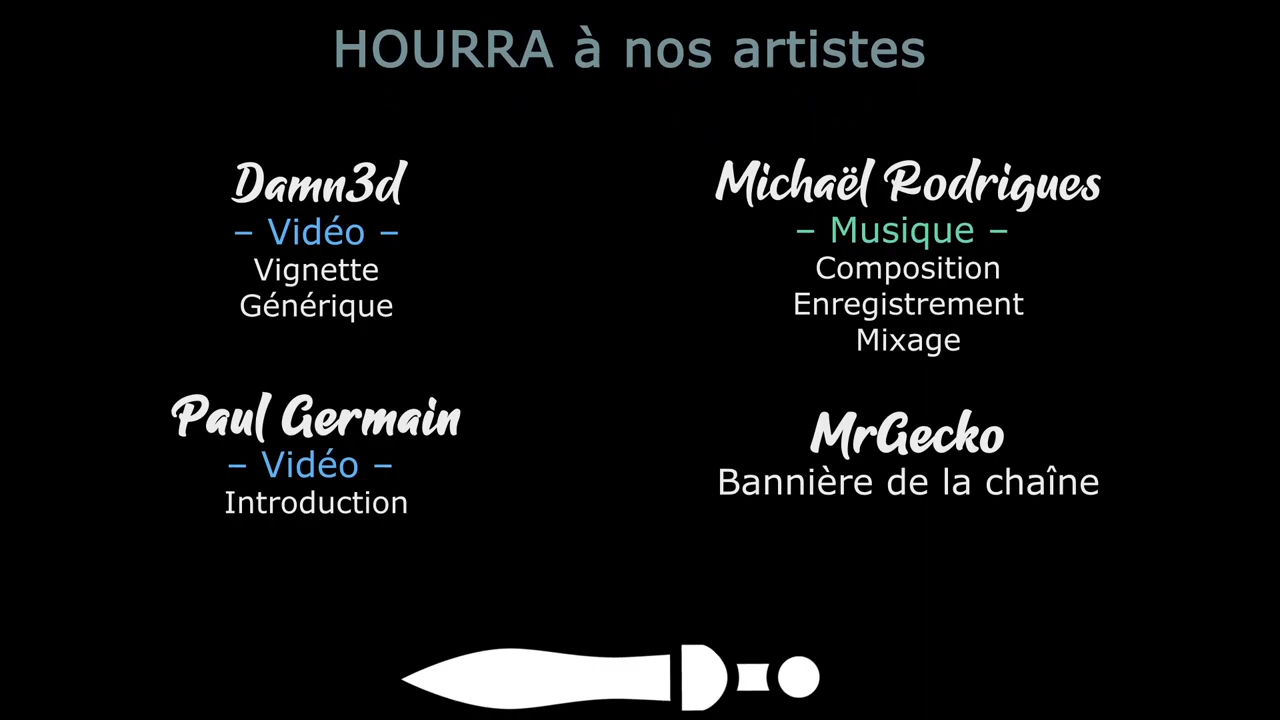 HOURRA à nos artistes
Damn3d
– Vidéo –
Vignette
Générique
Michaël Rodrigues
– Musique –
Composition
Enregistrement
Mixage
Paul Germain
– Vidéo –
Introduction
MrGecko
Bannière de la chaîne